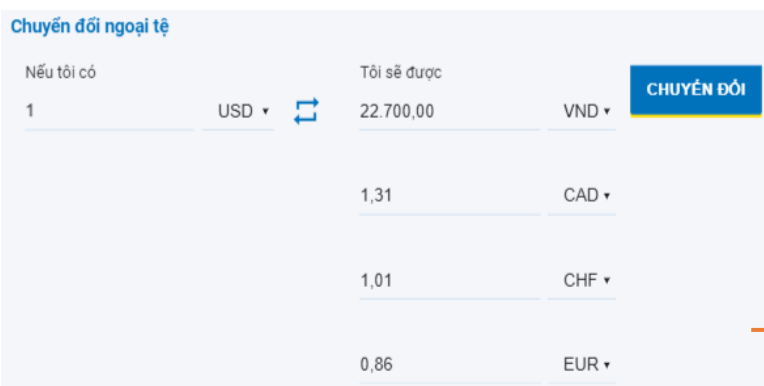 Chuyển đổi ngoại tệ
Nếu tôi có
Tôi sẽ được
CHUYỂN ĐỔI
1 USD
22.700,00 VND
1,31 CAD
1,01 CHF
0,86 EUR